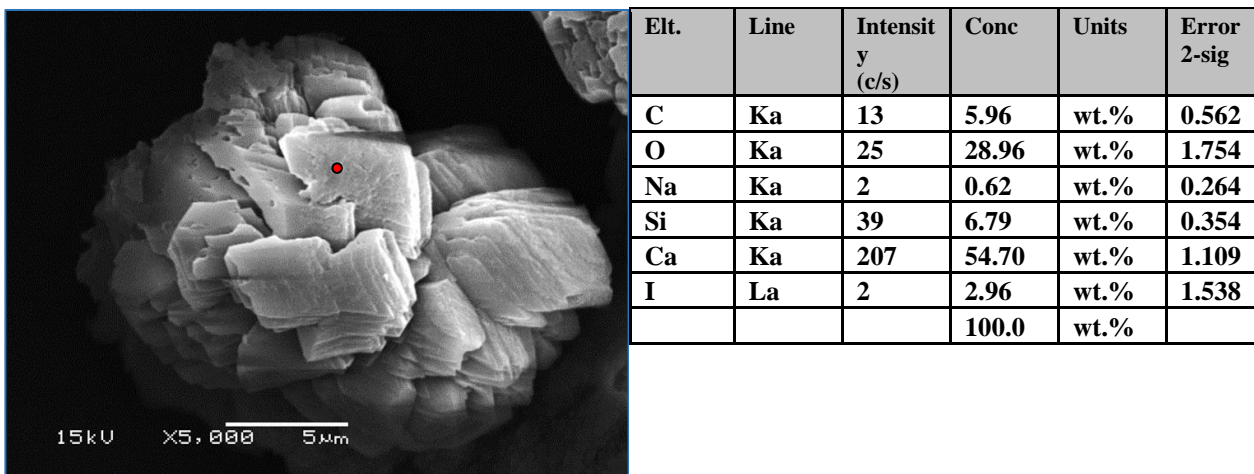 Elt. Line Intensit y (c/s) Conc Units Error 2-sig
C Ka 13 5.96 wt.% 0.562
O Ka 25 28.96 wt.% 1.754
Na Ka 2 0.62 wt.% 0.264
Si Ka 39 6.79 wt.% 0.354
Ca Ka 207 54.70 wt.% 1.109
I La 2 2.96 wt.% 1.538
100.0 wt.%
15kV X5,000 5μm